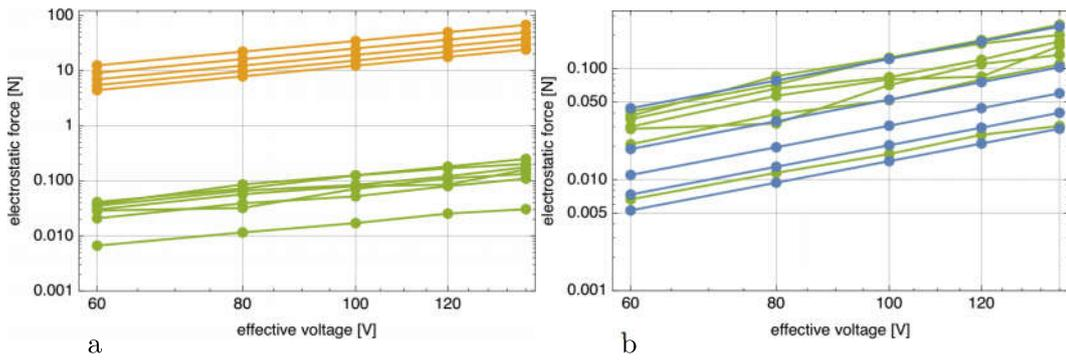 100
10
1
0.100
0.010
0.001
electrostatic force [N]
60 80 100 120
effective voltage [V]
a
0.100
0.050
0.010
0.005
0.001
electrostatic force [N]
60 80 100 120
effective voltage [V]
b